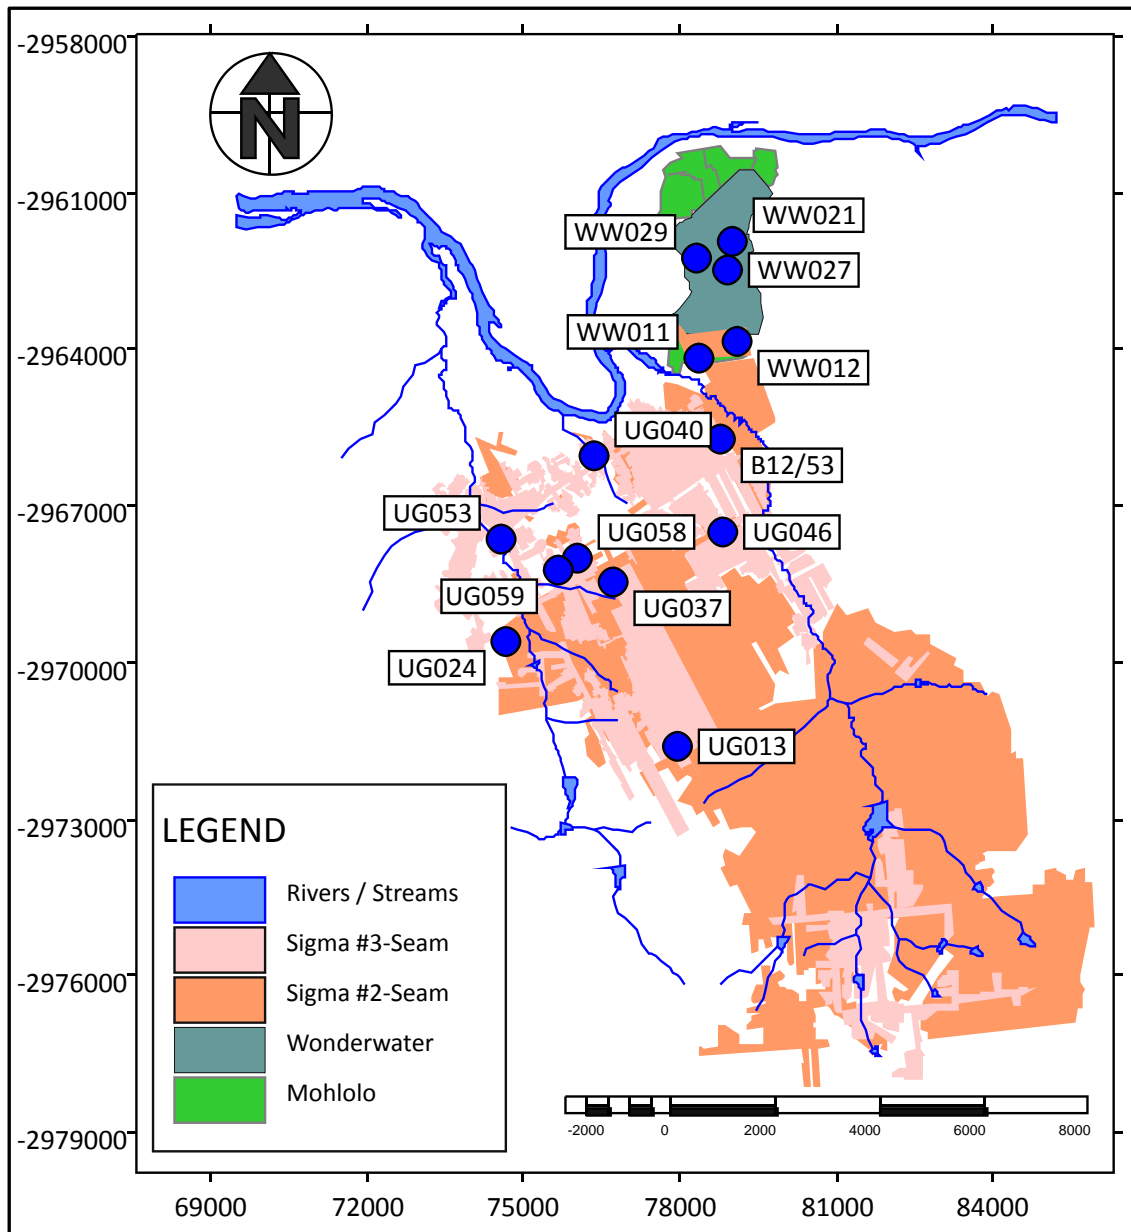 -2958000
N
-2961000
WW029
WW021
WW027
WW011
WW012
-2964000
UG040
B12/53
-2967000
UG053
UG058
UG046
UG059
UG037
UG024
-2970000
UG013
-2973000
LEGEND
Rivers / Streams
Sigma #3-Seam
Sigma #2-Seam
Wonderwater
Mohlolo
-2976000
-2979000
-2000 0 2000 4000 6000 8000
69000 72000 75000 78000 81000 84000